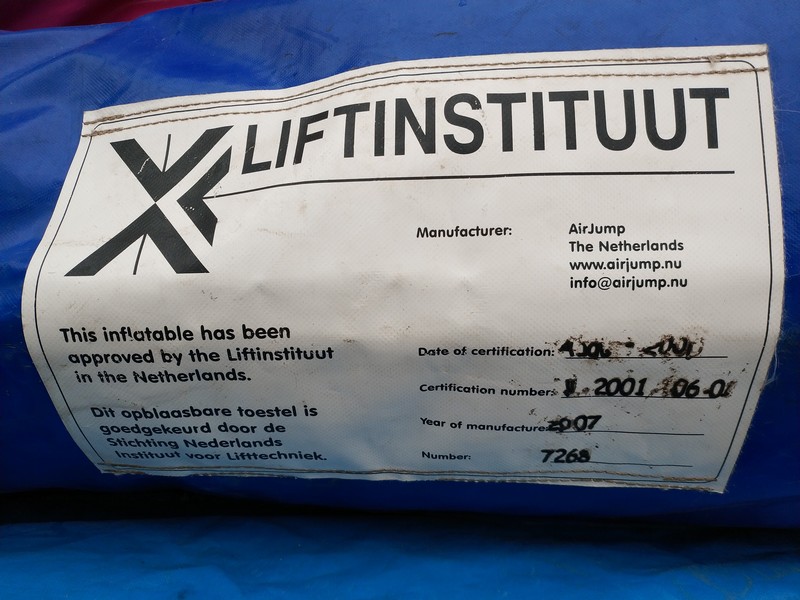 LIFTINSTITUUT
Manufacturer: AirJump
The Netherlands
www.airjump.nu
info@airjump.nu
This inflatable has been
approved by the Liftinstituut
in the Netherlands.
Dit opblaasbare toestel is
goedgekeurd door de
Stichting Nederlands
Instituut voor Lifttechniek.
Date of certification:
Certification number: 2001
Year of manufacture: 2007
Number: 7268